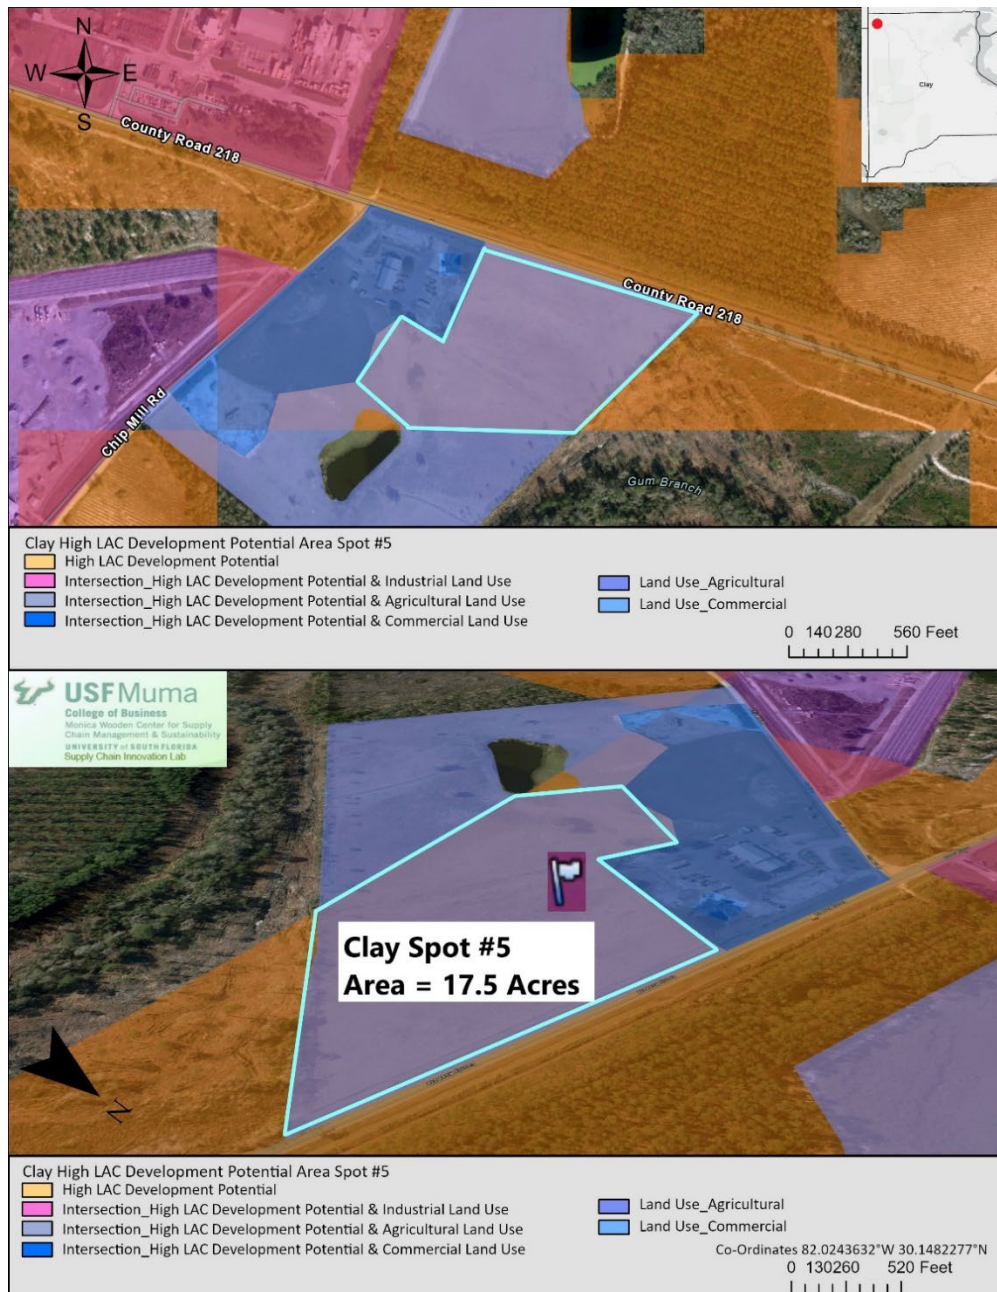 N
W E
S
County Road 218
Clay
County Road 218
Chip Mill Rd
Gum Branch
Clay High LAC Development Potential Area Spot #5
High LAC Development Potential
Intersection_High LAC Development Potential & Industrial Land Use
Intersection_High LAC Development Potential & Agricultural Land Use
Intersection_High LAC Development Potential & Commercial Land Use
Land Use_Agricultural
Land Use_Commercial
0 140 280 560 Feet
USF Muma
College of Business
Monica Wooden Center for Supply
Chain Management & Sustainability
UNIVERSITY of SOUTH FLORIDA
Supply Chain Innovation Lab
Clay Spot #5
Area = 17.5 Acres
N
Clay High LAC Development Potential Area Spot #5
High LAC Development Potential
Intersection_High LAC Development Potential & Industrial Land Use
Intersection_High LAC Development Potential & Agricultural Land Use
Intersection_High LAC Development Potential & Commercial Land Use
Land Use_Agricultural
Land Use_Commercial
Co-Ordinates 82.0243632°W 30.1482277°N
0 130260 520 Feet